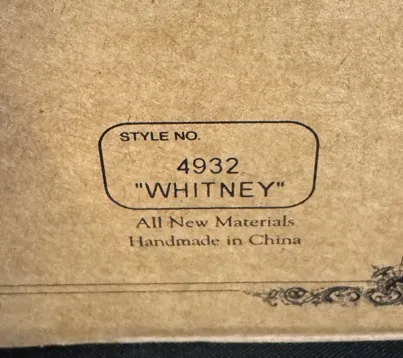 STYLE NO.
4932
"WHITNEY"
All New Materials
Handmade in China